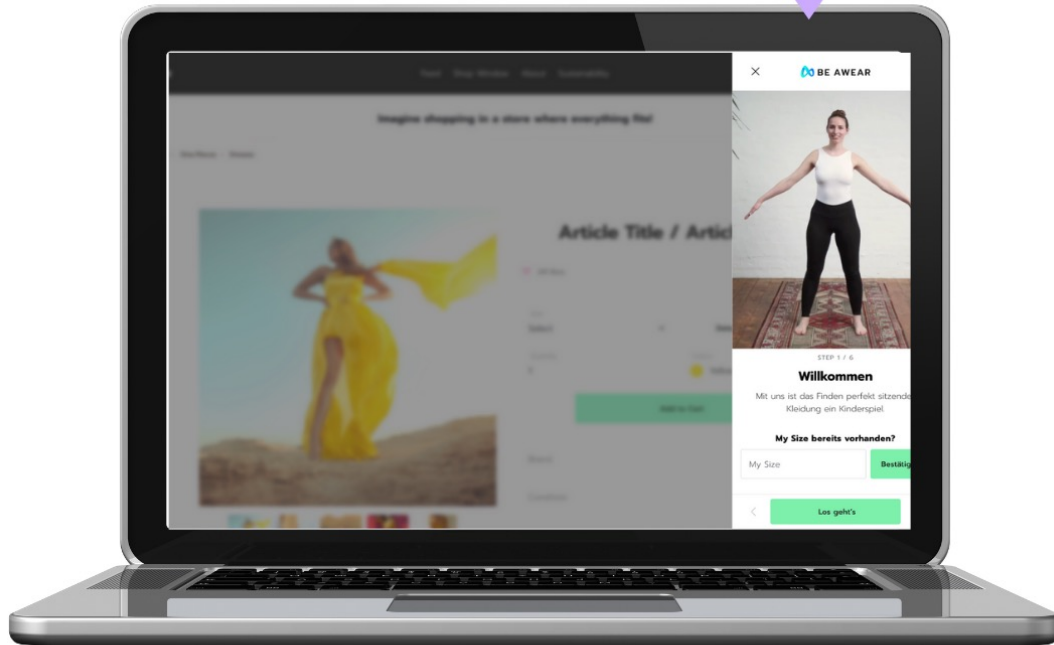 Imagine shopping in a store where everything fits!
Article Title / Artic
Select
Add to Cart
BE AWEAR
STEP 1 / 6
Willkommen
Mit uns ist das Finden perfekt sitzende
Kleidung ein Kinderspiel
My Size bereits vorhanden?
My Size
Bestätig
Los geht's